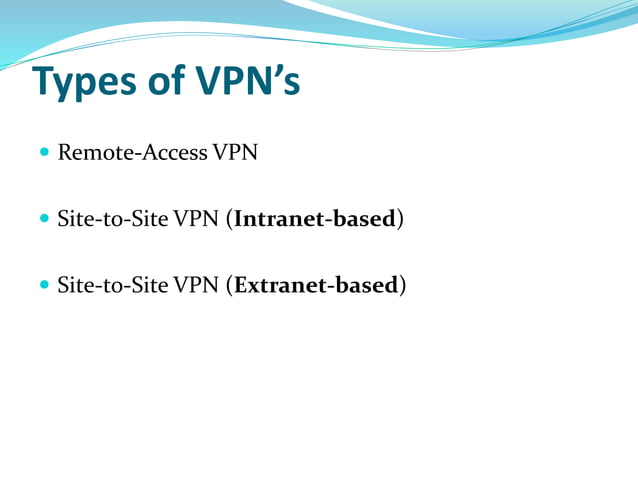 Types of VPN’s
Remote-Access VPN
Site-to-Site VPN (Intranet-based)
Site-to-Site VPN (Extranet-based)